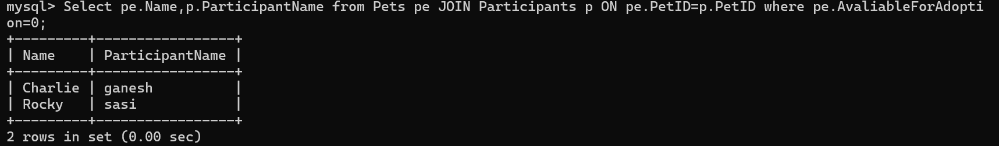 mysql> Select pe.Name,p.ParticipantName from Pets pe JOIN Participants p ON pe.PetID=p.PetID where pe.AvaliableForAdopti
on=0;
+---------+-----------------+
| Name    | ParticipantName |
+---------+-----------------+
| Charlie | ganesh          |
| Rocky   | sasi            |
+---------+-----------------+
2 rows in set (0.00 sec)